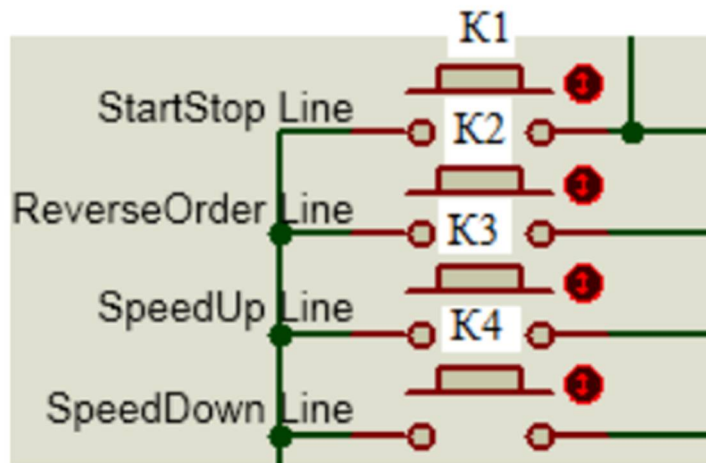 K1
StartStop Line
K2
ReverseOrder Line
K3
SpeedUp Line
K4
SpeedDown Line